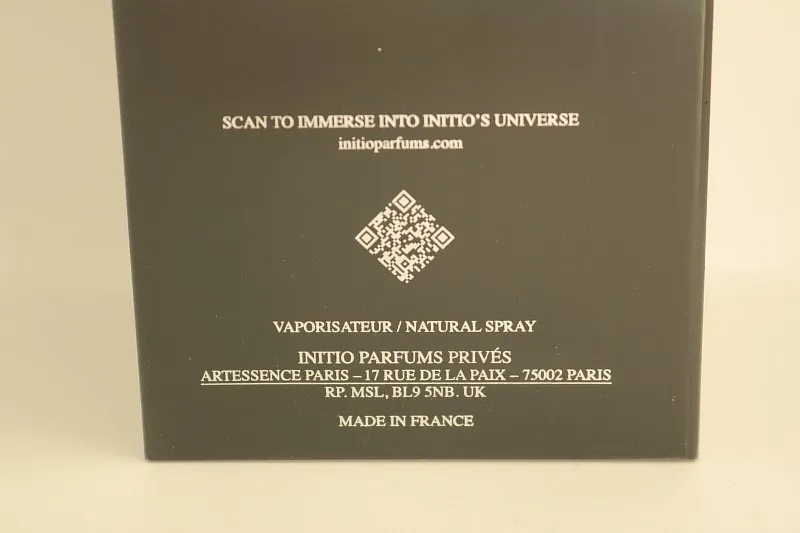 SCAN TO IMMERSE INTO INITIO'S UNIVERSE
initioparfums.com
VAPORISATEUR / NATURAL SPRAY
INITIO PARFUMS PRIVÉS
ARTESSENCE PARIS – 17 RUE DE LA PAIX – 75002 PARIS
RP. MSL, BL9 5NB. UK
MADE IN FRANCE